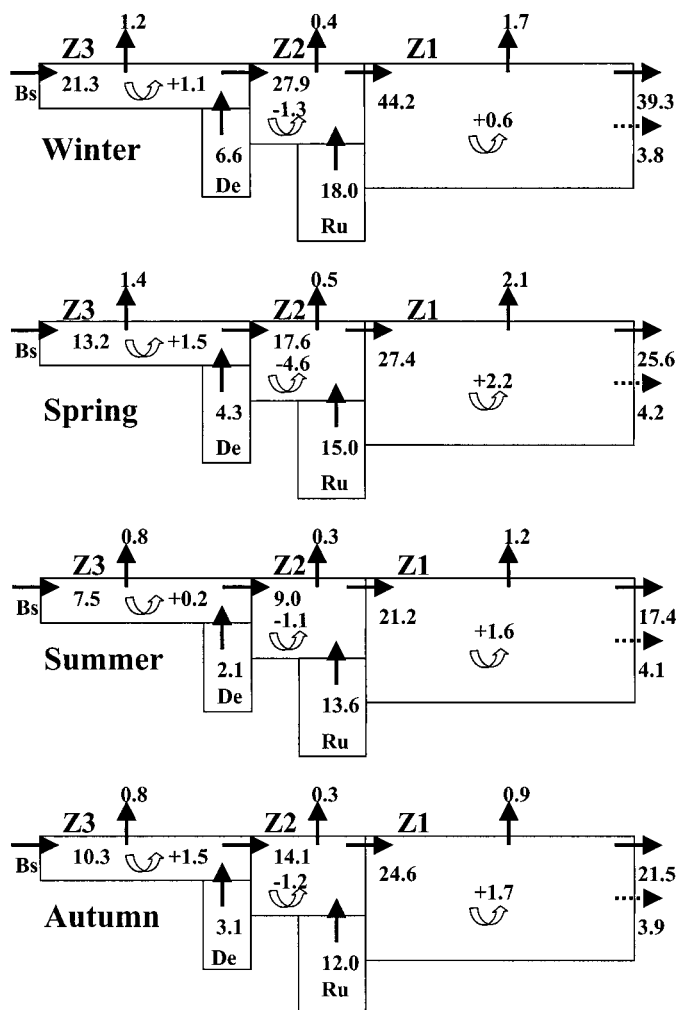 1.2 0.4 1.7
Z3 Z2 Z1
Bs 21.3 +1.1 27.9 44.2 39.3
-1.3 +0.6
Winter 6.6 18.0 3.8
De
Ru
1.4 0.5 2.1
Z3 Z2 Z1
Bs 13.2 +1.5 17.6 27.4 25.6
-4.6 +2.2
Spring 4.3 15.0 4.2
De
Ru
0.8 0.3 1.2
Z3 Z2 Z1
Bs 7.5 +0.2 9.0 21.2 17.4
-1.1 +1.6
Summer 2.1 13.6 4.1
De
Ru
0.8 0.3 0.9
Z3 Z2 Z1
Bs 10.3 +1.5 14.1 24.6 21.5
-1.2 +1.7
Autumn 3.1 12.0 3.9
De
Ru